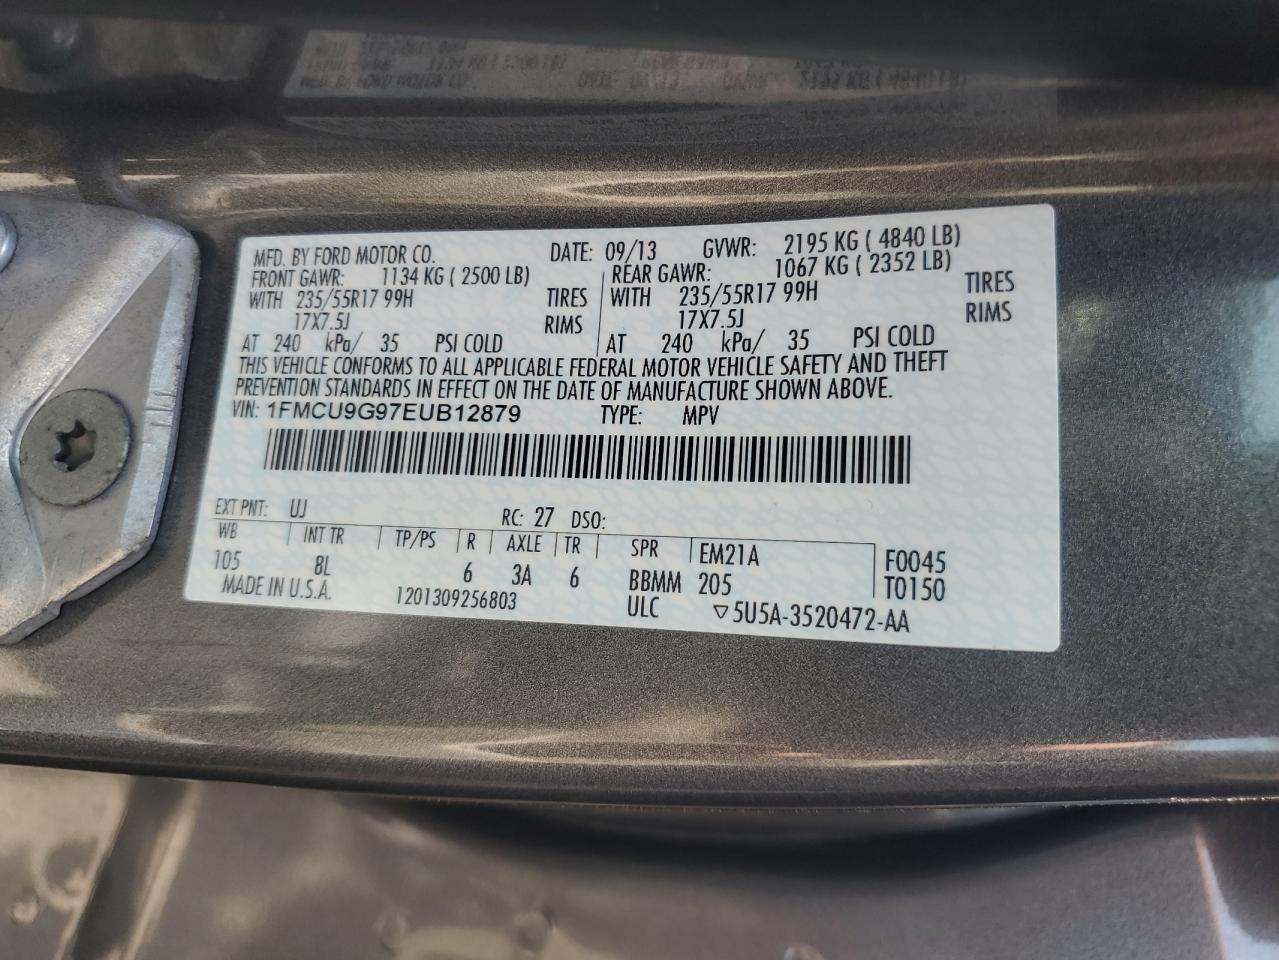 MFD. BY FORD MOTOR CO. DATE: 09/13 GVWR: 2195 KG ( 4840 LB)
FRONT GAWR: 1134 KG ( 2500 LB) REAR GAWR: 1067 KG ( 2352 LB)
WITH 235/55R17 99H TIRES WITH 235/55R17 99H TIRES
17X7.5J RIMS 17X7.5J RIMS
AT 240 kPa/ 35 PSI COLD AT 240 kPa/ 35 PSI COLD
THIS VEHICLE CONFORMS TO ALL APPLICABLE FEDERAL MOTOR VEHICLE SAFETY AND THEFT
PREVENTION STANDARDS IN EFFECT ON THE DATE OF MANUFACTURE SHOWN ABOVE.
VIN: 1FMCU9G97EUB12879 TYPE: MPV
EXT PNT: UJ RC: 27 DSO:
WB INT TR TP/PS R AXLE TR SPR EM21A F0045
105 8L 6 3A 6 BBMM 205 T0150
MADE IN U.S.A. 1201309256803 ULC ▽5U5A-3520472-AA